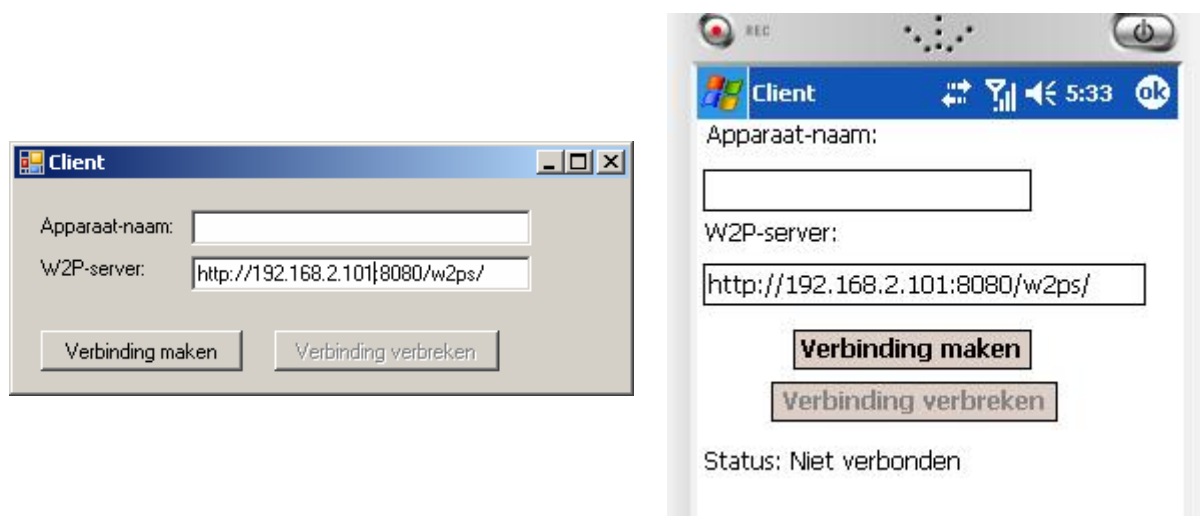 Client
Apparaat-naam:
W2P-server:
http://192.168.2.101:8080/w2ps/
Verbinding maken
Verbinding verbreken
REC
Client
5:33
ok
Apparaat-naam:
W2P-server:
http://192.168.2.101:8080/w2ps/
Verbinding maken
Verbinding verbreken
Status: Niet verbonden